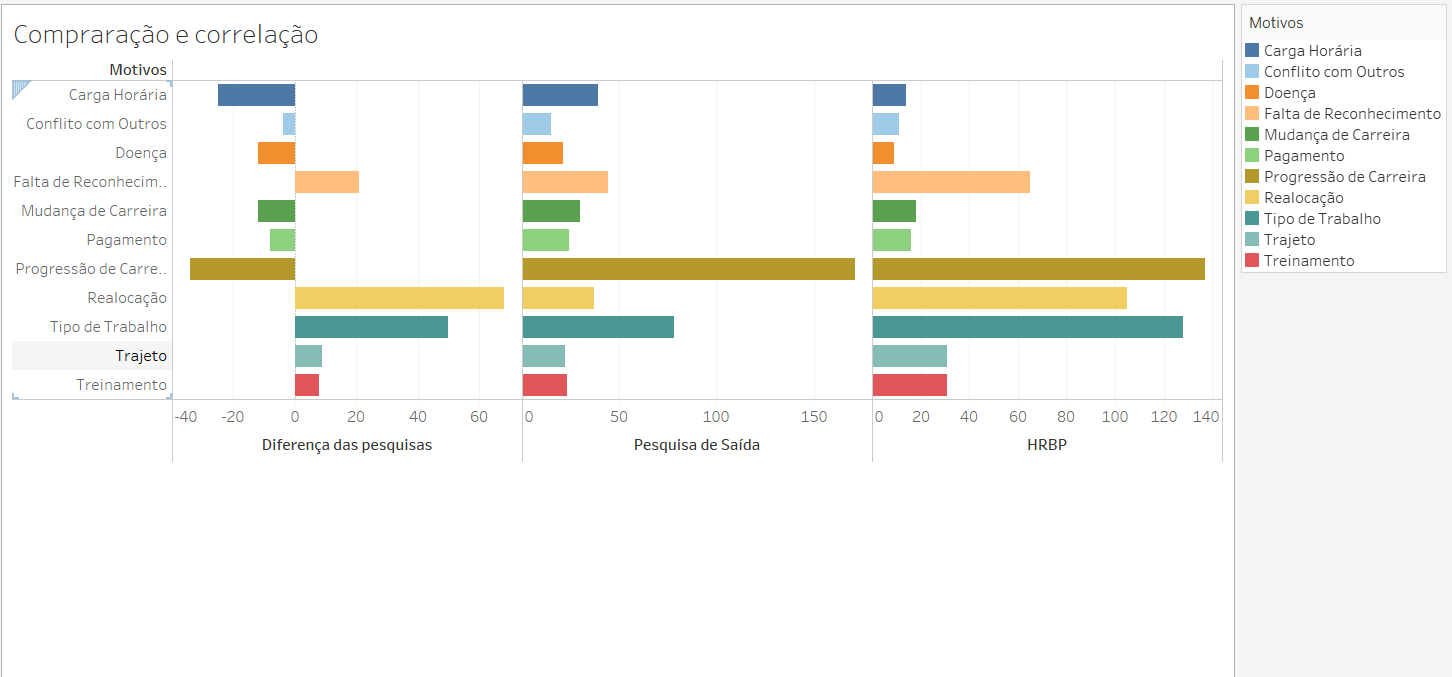 Compraração e correlação
Motivos
Carga Horária
Conflito com Outros
Doença
Falta de Reconhecim..
Mudança de Carreira
Pagamento
Progressão de Carre..
Realocação
Tipo de Trabalho
Trajeto
Treinamento
-40 -20 0 20 40 60
Diferença das pesquisas
0 50 100 150
Pesquisa de Saída
0 20 40 60 80 100 120 140
HRBP
Motivos
Carga Horária
Conflito com Outros
Doença
Falta de Reconhecimento
Mudança de Carreira
Pagamento
Progressão de Carreira
Realocação
Tipo de Trabalho
Trajeto
Treinamento